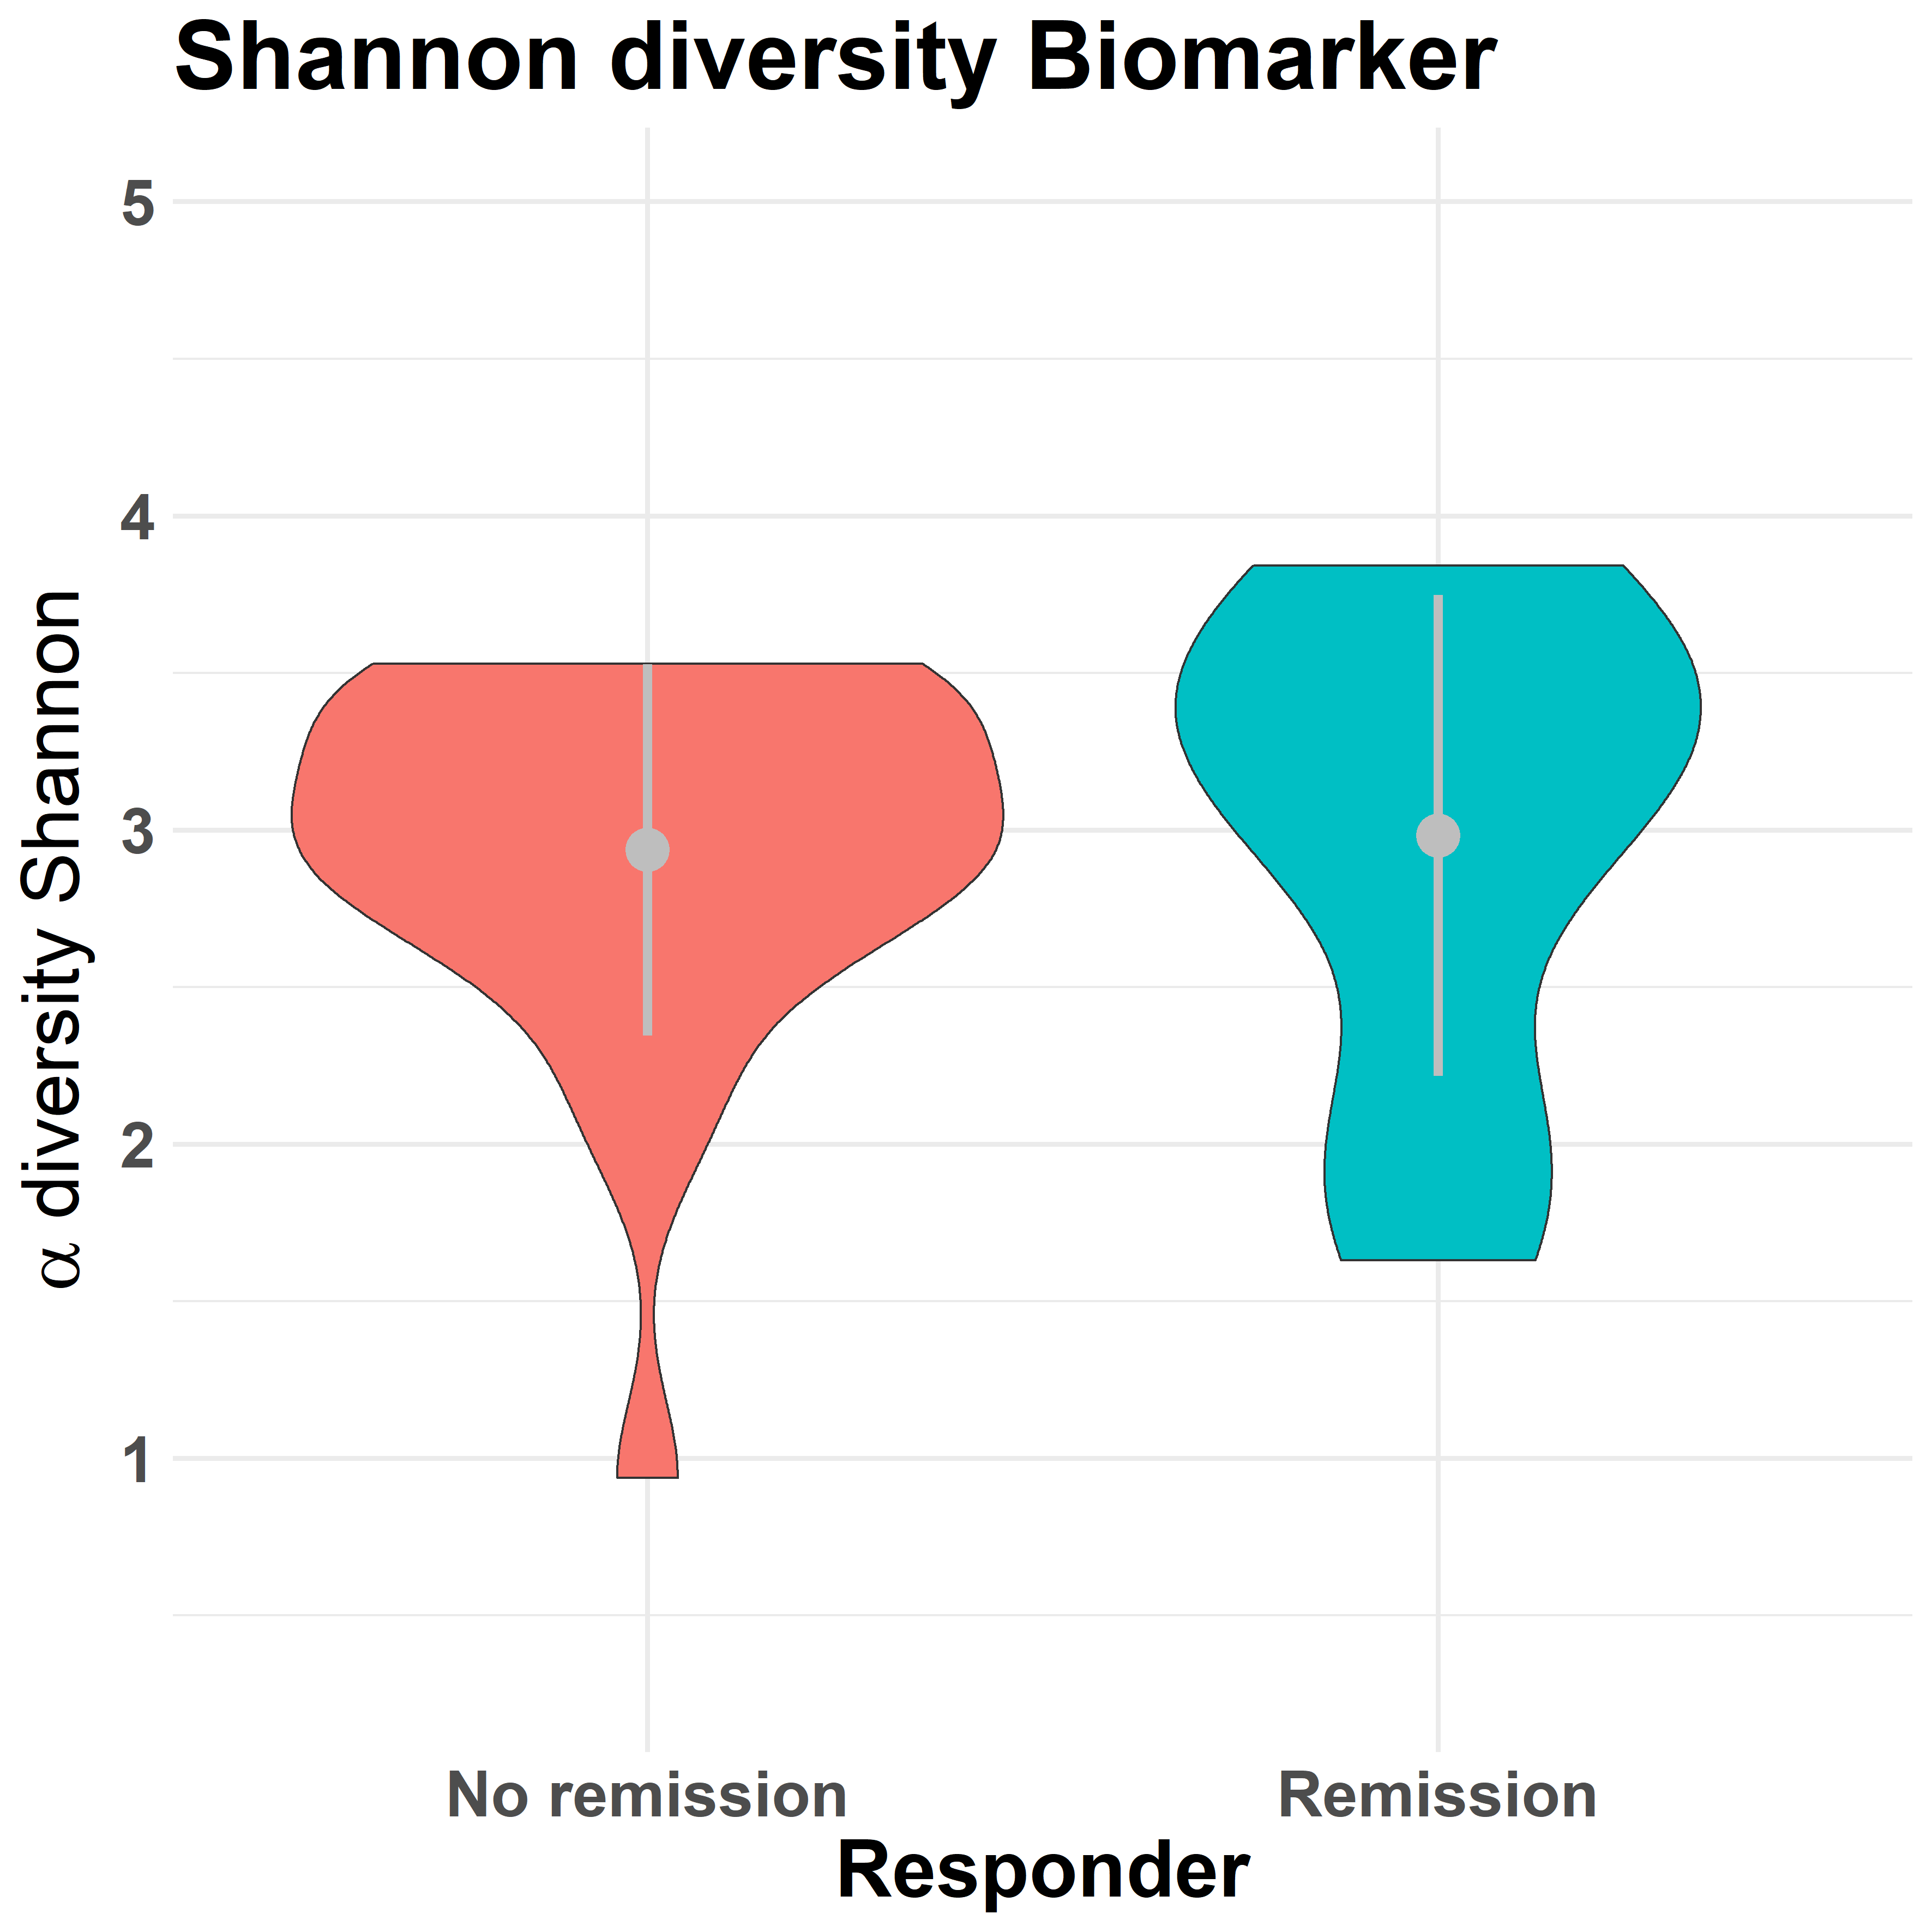 Shannon diversity Biomarker
α diversity Shannon
5
4
3
2
1
No remission
Remission
Responder